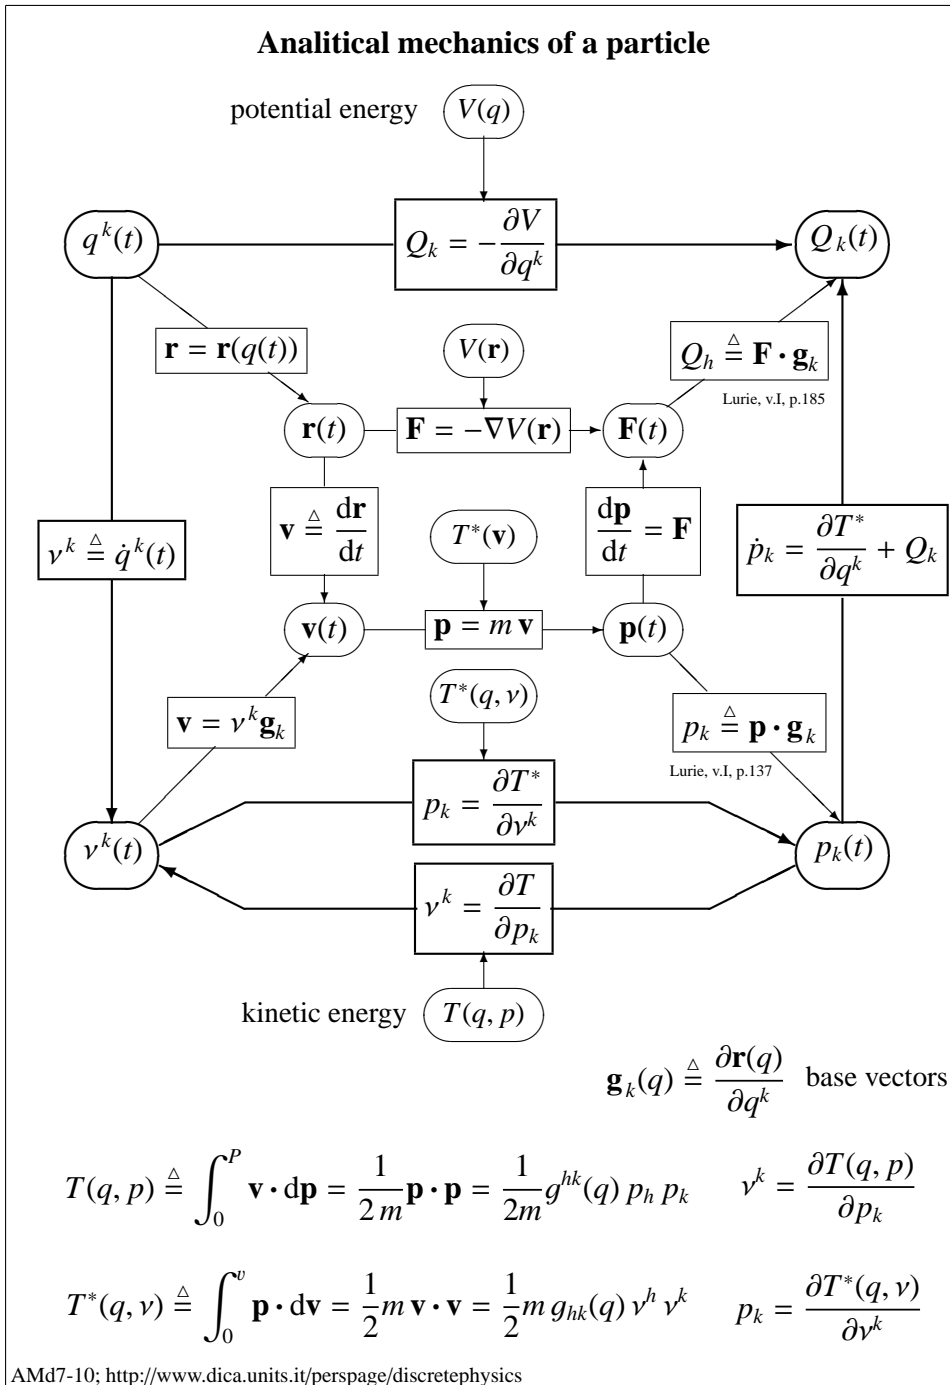 Analitical mechanics of a particle
potential energy V(q)
q^k(t)
Q_k = −∂V/∂q^k
Q_k(t)
r = r(q(t))
V(r)
Q_h ≜ F · g_k
Lurie, v.I, p.185
r(t)
F = −∇V(r)
F(t)
v ≜ dr/dt
T*(v)
dp/dt = F
ν^k ≜ q̇^k(t)
ṗ_k = ∂T*/∂q^k + Q_k
v(t)
p = m v
p(t)
T*(q, ν)
v = ν^k g_k
p_k ≜ p · g_k
Lurie, v.I, p.137
p_k = ∂T*/∂ν^k
ν^k(t)
p_k(t)
ν^k = ∂T/∂p_k
kinetic energy T(q, p)
g_k(q) ≜ ∂r(q)/∂q^k base vectors
T(q, p) ≜ ∫_0^P v · dp = 1/(2 m) p · p = 1/(2m) g^{hk}(q) p_h p_k ν^k = ∂T(q, p)/∂p_k
T*(q, ν) ≜ ∫_0^v p · dv = 1/2 m v · v = 1/2 m g_{hk}(q) ν^h ν^k p_k = ∂T*(q, ν)/∂ν^k
AMd7-10; http://www.dica.units.it/perspage/discretephysics